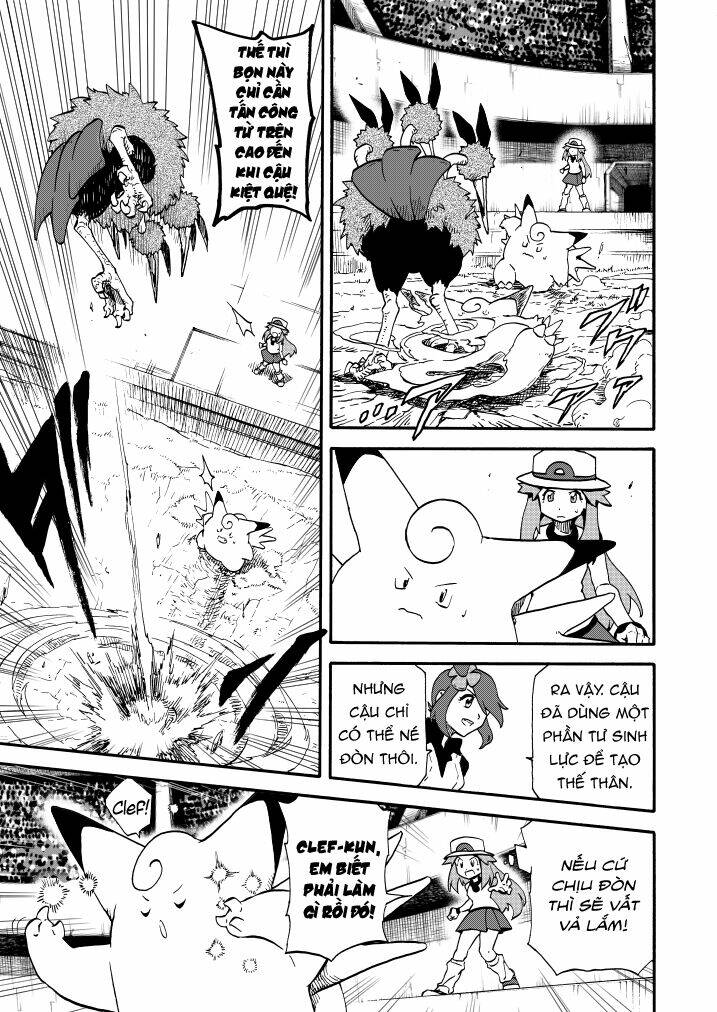 RA VẬY. CẬU
ĐÃ DÙNG MỘT
PHẦN TƯ SINH
LỰC ĐỂ TẠO
THẾ THÂN.
NHƯNG
CẬU CHỈ
CÓ THỂ NÉ
ĐÒN THÔI.
THẾ THÌ
BỌN NÀY
CHỈ CẦN
TẤN CÔNG
TỪ TRÊN
CAO ĐẾN
KHI CẬU
KIỆT QUỆ!
NẾU CỨ
CHỊU ĐÒN
THÌ SẼ VẤT
VẢ LẮM!
CLEF-KUN,
EM BIẾT
PHẢI LÀM
GÌ RỒI ĐÓ!
Clef!